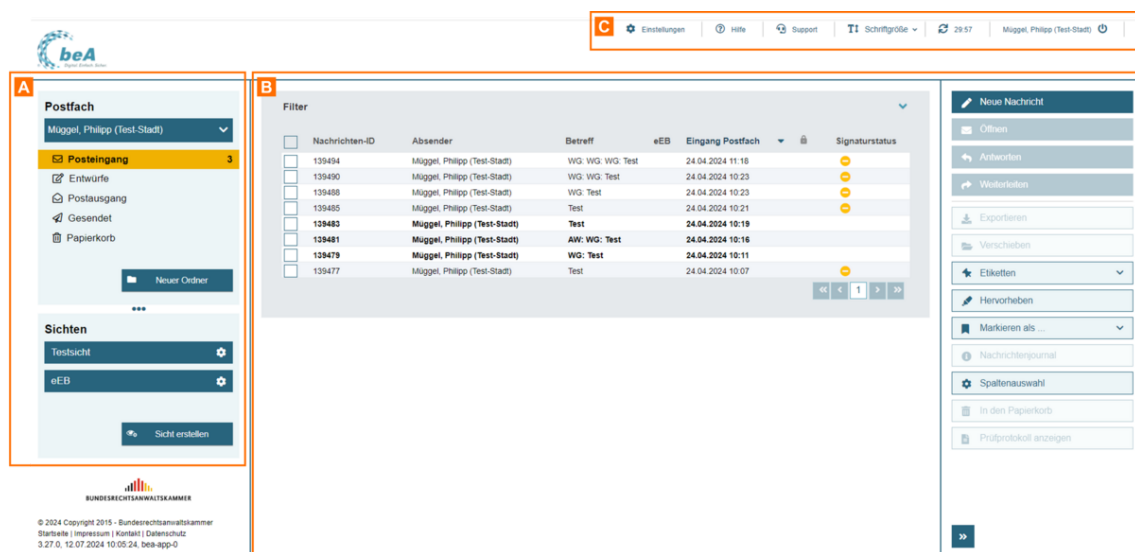 C
Einstellungen
Hilfe
Support
Schriftgröße
29:57
Müggel, Philipp (Test-Stadt)
beA
Digital. Einfach. Sicher.
A
Postfach
Müggel, Philipp (Test-Stadt)
Posteingang 3
Entwürfe
Postausgang
Gesendet
Papierkorb
Neuer Ordner
Sichten
Testsicht
eEB
Sicht erstellen
BUNDESRECHTSANWALTSKAMMER
© 2024 Copyright 2015 - Bundesrechtsanwaltskammer
Startseite | Impressum | Kontakt | Datenschutz
3.27.0, 12.07.2024 10:05:24, bea-app-0
B
Filter
Nachrichten-ID Absender Betreff eEB Eingang Postfach Signaturstatus
139494 Müggel, Philipp (Test-Stadt) WG: WG: WG: Test 24.04.2024 11:18
139490 Müggel, Philipp (Test-Stadt) WG: WG: Test 24.04.2024 10:23
139488 Müggel, Philipp (Test-Stadt) WG: Test 24.04.2024 10:23
139485 Müggel, Philipp (Test-Stadt) Test 24.04.2024 10:21
139483 Müggel, Philipp (Test-Stadt) Test 24.04.2024 10:19
139481 Müggel, Philipp (Test-Stadt) AW: WG: Test 24.04.2024 10:16
139479 Müggel, Philipp (Test-Stadt) WG: Test 24.04.2024 10:11
139477 Müggel, Philipp (Test-Stadt) Test 24.04.2024 10:07
« ‹ 1 › »
Neue Nachricht
Öffnen
Antworten
Weiterleiten
Exportieren
Verschieben
Etiketten
Hervorheben
Markieren als ...
Nachrichtenjournal
Spaltenauswahl
In den Papierkorb
Prüfprotokoll anzeigen
»